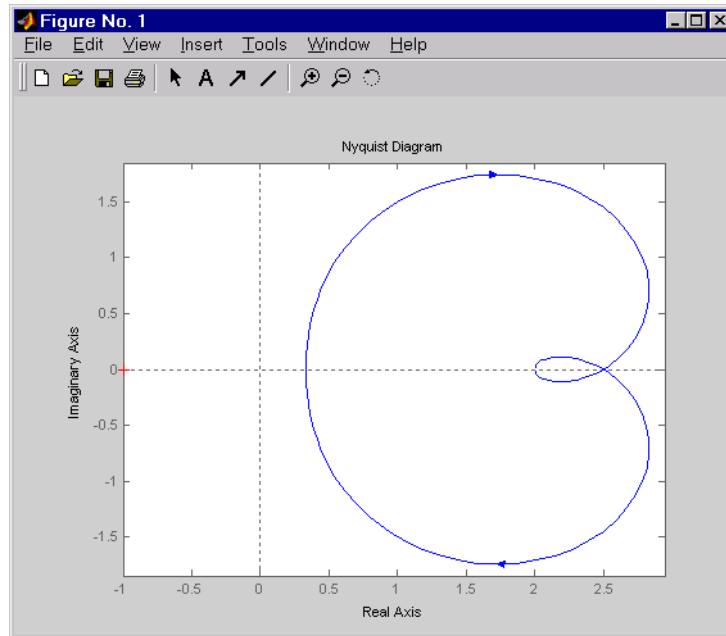 Figure No. 1
File Edit View Insert Tools Window Help
A
Nyquist Diagram
1.5
1
0.5
0
-0.5
-1
-1.5
Imaginary Axis
-1 -0.5 0 0.5 1 1.5 2 2.5
Real Axis